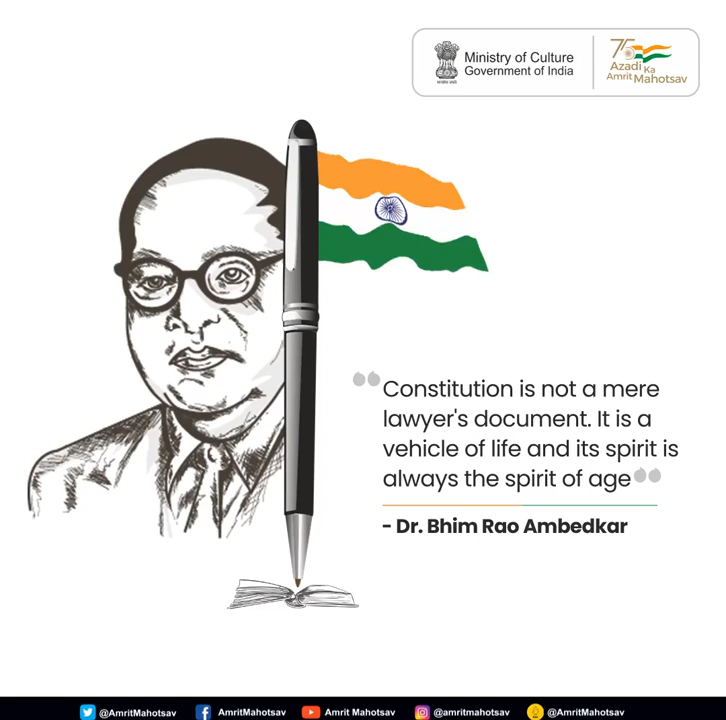 Ministry of Culture
Government of India
75
Azadi Ka
Amrit Mahotsav
“Constitution is not a mere
lawyer's document. It is a
vehicle of life and its spirit is
always the spirit of age”
- Dr. Bhim Rao Ambedkar
@AmritMahotsav AmritMahotsav Amrit Mahotsav @amritmahotsav @AmritMahotsav